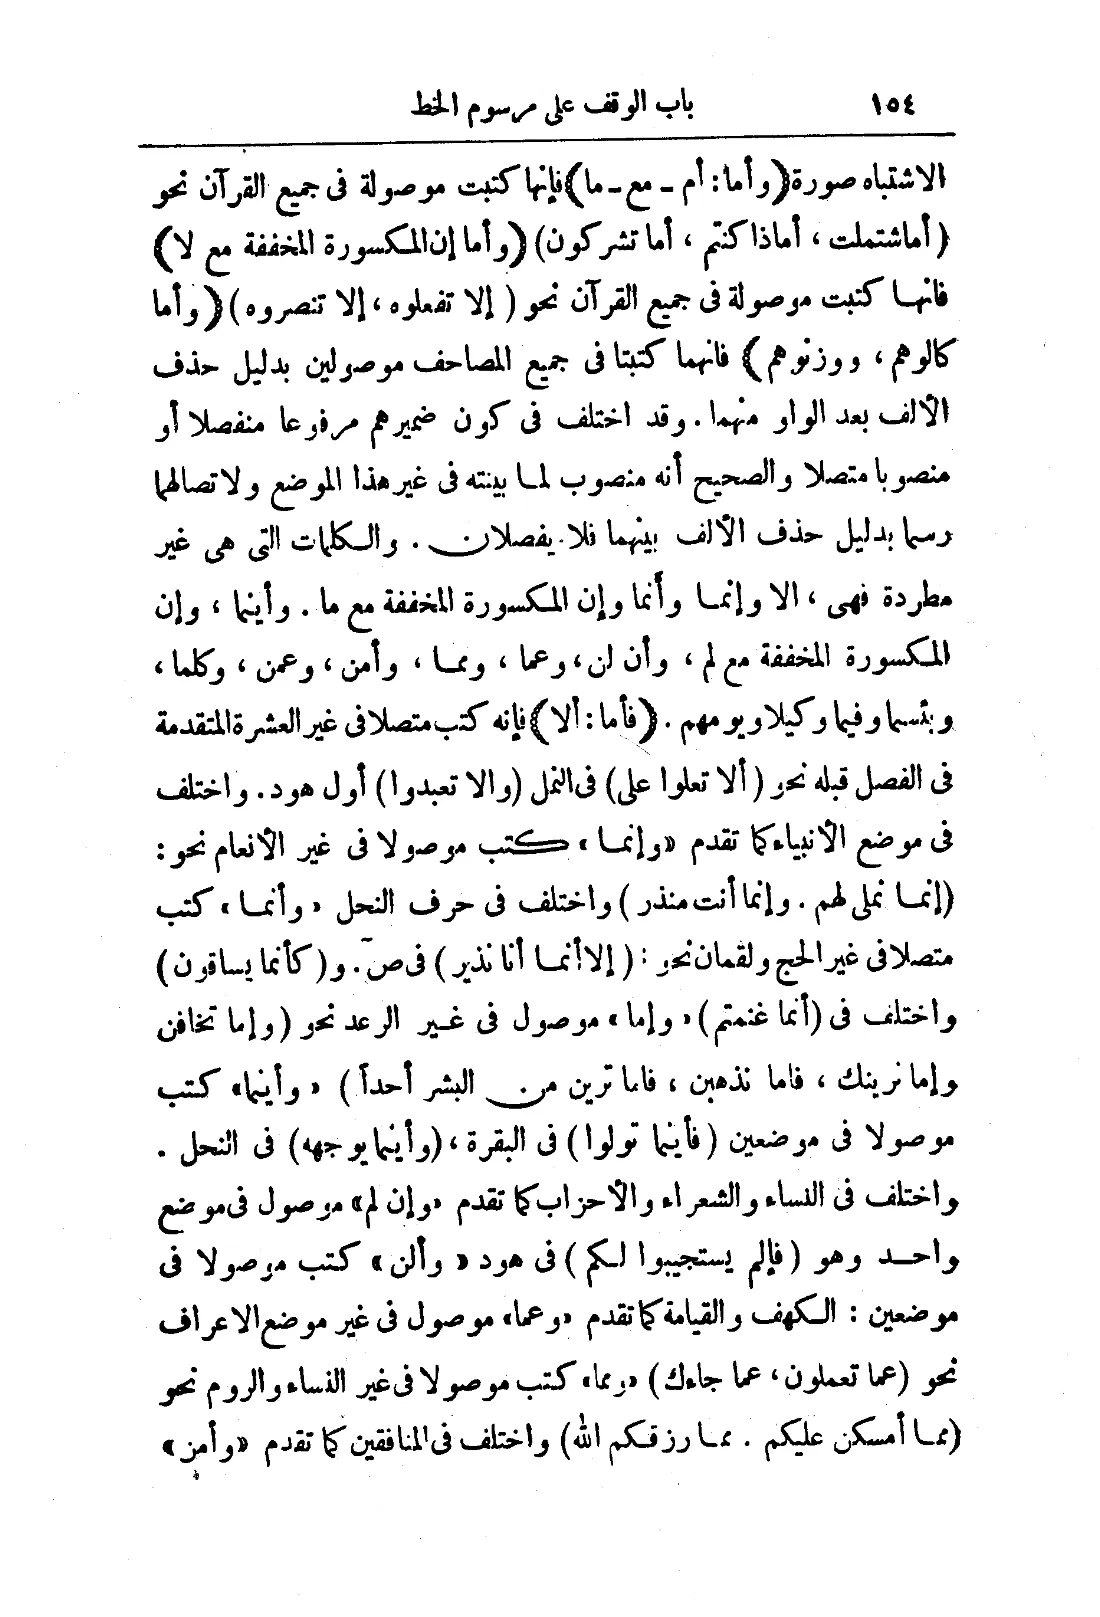 ١٥٤ باب الوقف على مرسوم الخط
الاشتباه صورة (وأما: أم - مع - ما) فإنها كتبت موصولة فى جميع القرآن نحو
(أما شتملت ، أماذا كنتم ، أما تشركون) (وأما إن المكسورة المخففة مع لا)
فانها كتبت موصولة فى جميع القرآن نحو ( إلا تفعلوه ، إلا تنصروه ) (وأما
كالوهم ، ووزنوهم) فانهما كتبتا فى جميع المصاحف موصولين بدليل حذف
الألف بعد الواو منهما . وقد اختلف فى كون ضميرهم مرفوعا منفصلا أو
منصوبا متصلا والصحيح أنه منصوب لما بينته فى غير هذا الموضع ولاتصالهما
رسما بدليل حذف الألف بينهما فلا يفصلان . والكلمات التى هى غير
مطردة فهى ، الا وإنما وأنما وإن المكسورة المخففة مع ما . وأينما ، وإن
المكسورة المخففة مع لم ، وأن لن ، وعما ، ومما ، وأمن ، وعمن ، وكلما ،
وبئسما وفيما وكيلا ويومهم . (فأما : ألا) فإنه كتب متصلا فى غير العشرة المتقدمة
فى الفصل قبله نحو (ألا تعلوا على) فى النمل (والا تعبدوا) أول هود . واختلف
فى موضع الأنبياء كما تقدم «وإنما» كتب موصولا فى غير الأنعام نحو :
(إنما نملى لهم . وإنما أنت منذر) واختلف فى حرف النحل «وأنما» كتب
متصلا فى غير الحج ولقمان نحو : (إلا أنما أنا نذير) فى صۤ . و(كأنما يساقون)
واختلف فى (أنما غنمتم) «وإما» موصول فى غير الرعد نحو (وإما تخافن
وإما نرينك ، فاما نذهبن ، فاما ترين من البشر أحداً ) «وأينما» كتب
موصولا فى موضعين (فأينما تولوا) فى البقرة ، (وأينما يوجهه) فى النحل .
واختلف فى النساء والشعراء والأحزاب كما تقدم «وإن لم» موصول فى موضع
واحد وهو (فإلم يستجيبوا لكم) فى هود «وألن» كتب موصولا فى
موضعين : الكهف والقيامة كما تقدم «وعما» موصول فى غير موضع الاعراف
نحو (عما تعملون ، عما جاءك) «ومما» كتب موصولا فى غير النساء والروم نحو
(مما أمسكن عليكم . مما رزقكم الله) واختلف فى المنافقين كما تقدم «وأمن»